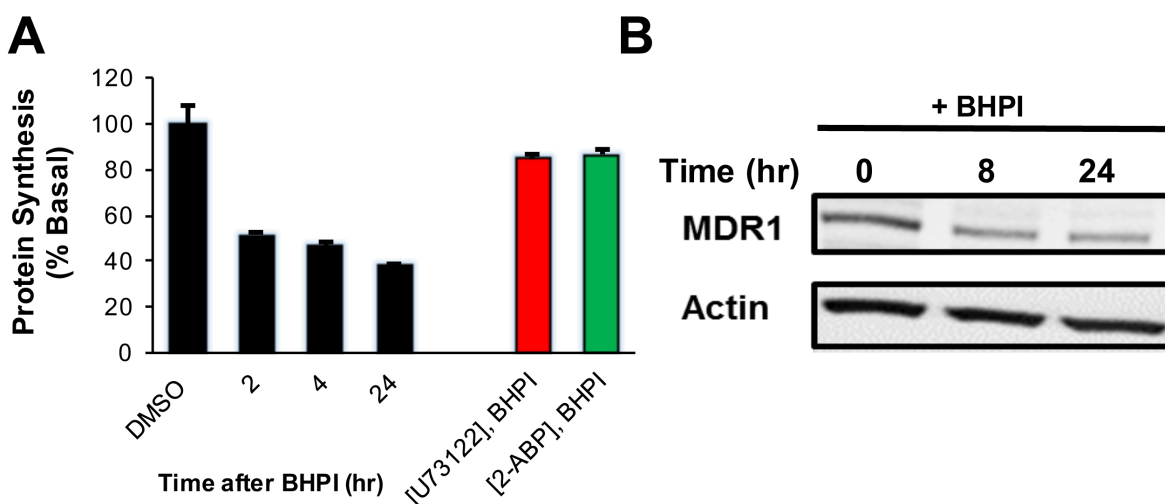 A
Protein Synthesis
(% Basal)
120
100
80
60
40
20
0
DMSO
2
4
24
[U73122], BHPI
[2-ABP], BHPI
Time after BHPI (hr)
B
+ BHPI
Time (hr) 0 8 24
MDR1
Actin